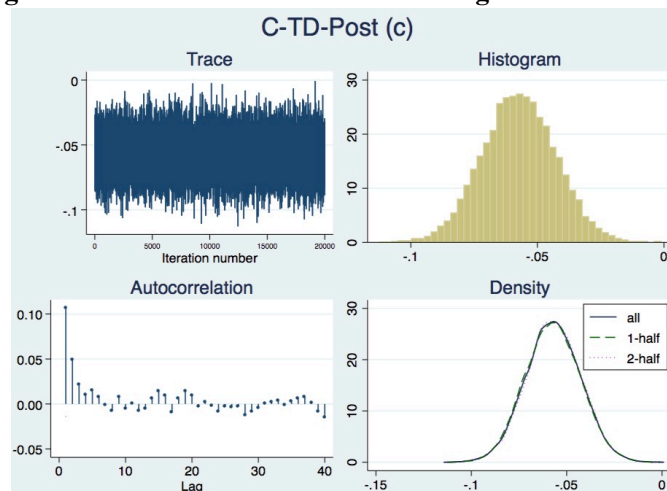 C-TD-Post (c)
Trace
0
-.05
-.1
0 5000 10000 15000 20000
Iteration number
Histogram
30
20
10
0
-.1 -.05 0
Autocorrelation
0.10
0.05
0.00
-0.05
0 10 20 30 40
Lag
Density
30
20
10
0
all
1-half
2-half
-.15 -.1 -.05 0